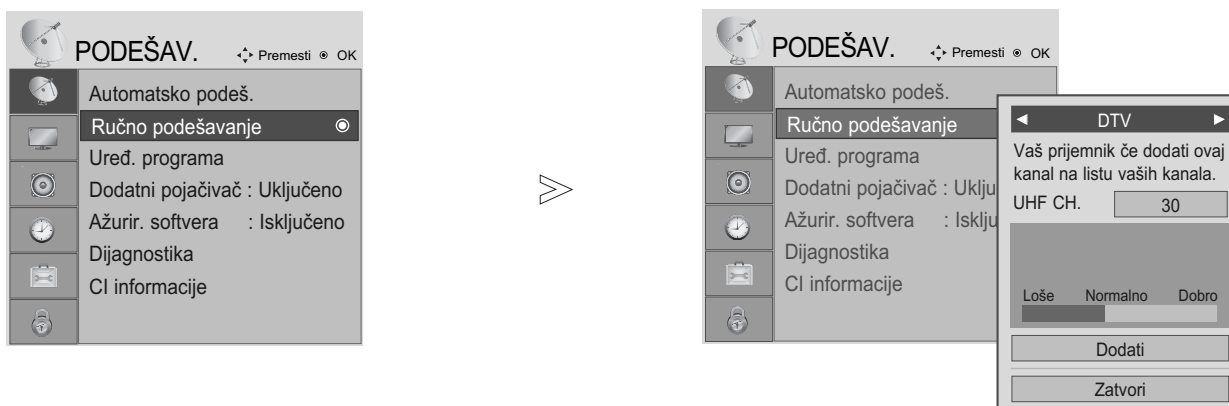 PODEŠAV. Premesti OK
Automatsko podeš.
Ručno podešavanje
Uređ. programa
Dodatni pojačivač : Uključeno
Ažurir. softvera : Isključeno
Dijagnostika
CI informacije
PODEŠAV. Premesti OK
Automatsko podeš.
Ručno podešavanje
Uređ. programa
Dodatni pojačivač : Uklju
Ažurir. softvera : Isklju
Dijagnostika
CI informacije
DTV
Vaš prijemnik če dodati ovaj
kanal na listu vaših kanala.
UHF CH. 30
Loše Normalno Dobro
Dodati
Zatvori